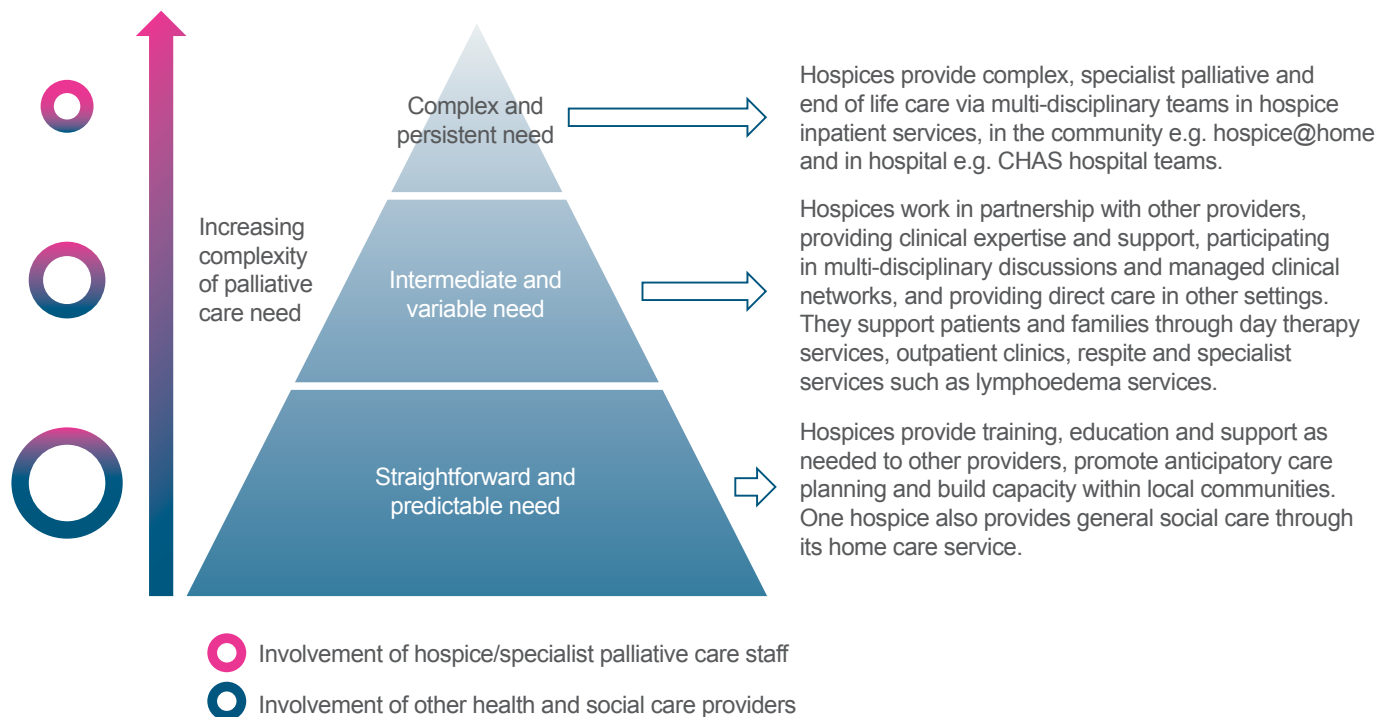 Complex and
persistent need
Hospices provide complex, specialist palliative and
end of life care via multi-disciplinary teams in hospice
inpatient services, in the community e.g. hospice@home
and in hospital e.g. CHAS hospital teams.
Increasing
complexity
of palliative
care need
Intermediate and
variable need
Hospices work in partnership with other providers,
providing clinical expertise and support, participating
in multi-disciplinary discussions and managed clinical
networks, and providing direct care in other settings.
They support patients and families through day therapy
services, outpatient clinics, respite and specialist
services such as lymphoedema services.
Straightforward and
predictable need
Hospices provide training, education and support as
needed to other providers, promote anticipatory care
planning and build capacity within local communities.
One hospice also provides general social care through
its home care service.
Involvement of hospice/specialist palliative care staff
Involvement of other health and social care providers